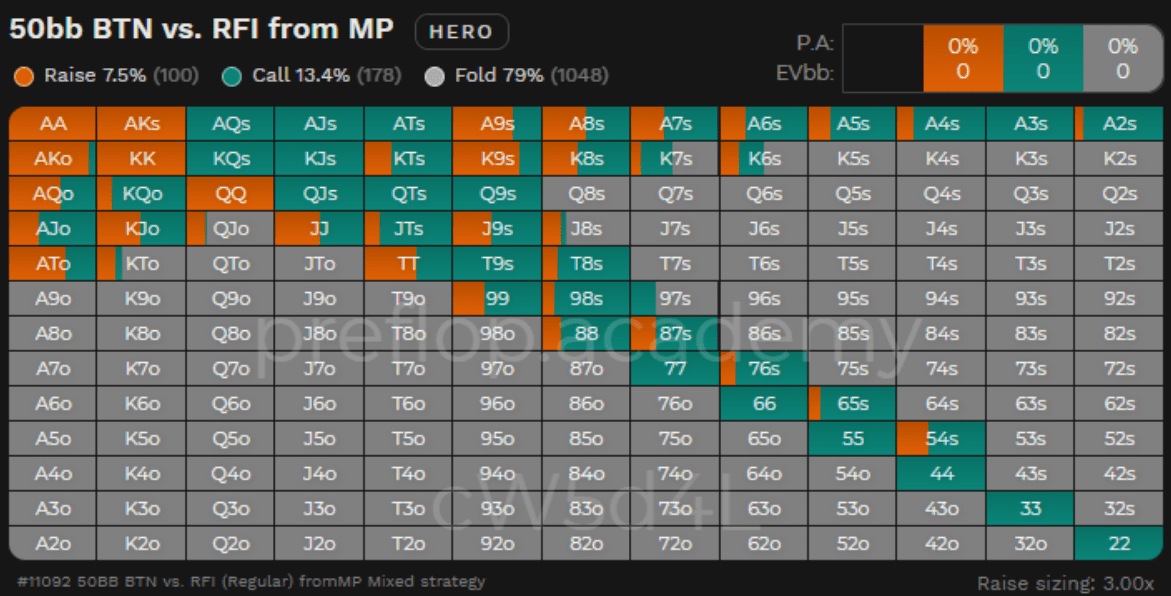 50bb BTN vs. RFI from MP HERO
Raise 7.5% (100) Call 13.4% (178) Fold 79% (1048)
P.A: 0% 0% 0%
EVbb: 0 0 0
AA AKs AQs AJs ATs A9s A8s A7s A6s A5s A4s A3s A2s
AKo KK KQs KJs KTs K9s K8s K7s K6s K5s K4s K3s K2s
AQo KQo QQ QJs QTs Q9s Q8s Q7s Q6s Q5s Q4s Q3s Q2s
AJo KJo QJo JJ JTs J9s J8s J7s J6s J5s J4s J3s J2s
ATo KTo QTo JTo TT T9s T8s T7s T6s T5s T4s T3s T2s
A9o K9o Q9o J9o T9o 99 98s 97s 96s 95s 94s 93s 92s
A8o K8o Q8o J8o T8o 98o 88 87s 86s 85s 84s 83s 82s
preflop.academy
A7o K7o Q7o J7o T7o 97o 87o 77 76s 75s 74s 73s 72s
A6o K6o Q6o J6o T6o 96o 86o 76o 66 65s 64s 63s 62s
A5o K5o Q5o J5o T5o 95o 85o 75o 65o 55 54s 53s 52s
A4o K4o Q4o J4o T4o 94o 84o 74o 64o 54o 44 43s 42s
A3o K3o Q3o J3o T3o 93o 83o 73o 63o 53o 43o 33 32s
cW5d4L
A2o K2o Q2o J2o T2o 92o 82o 72o 62o 52o 42o 32o 22
#11092 50BB BTN vs. RFI (Regular) fromMP Mixed strategy
Raise sizing: 3.00x